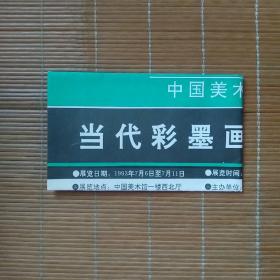 中国美术
当代彩墨画
●展览日期：1993年7月6日至7月11日 ●展览时间：
●展览地点：中国美术馆一楼西北厅 ●主办单位：